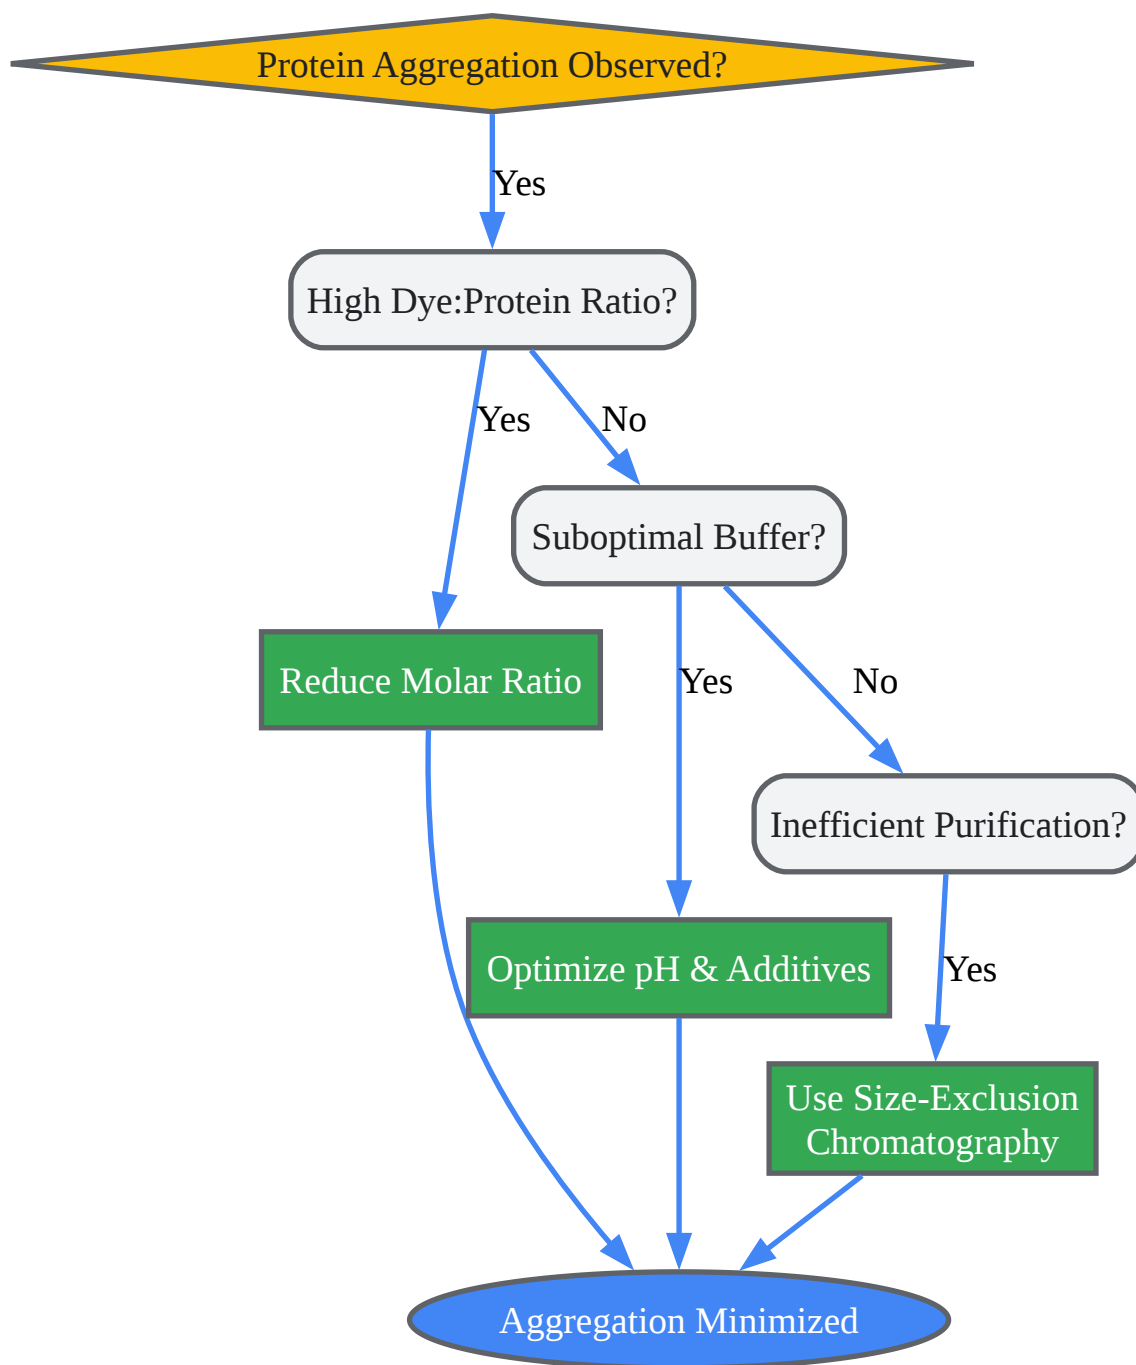 Protein Aggregation Observed?
Yes
High Dye:Protein Ratio?
Yes
No
Suboptimal Buffer?
Reduce Molar Ratio
Yes
No
Inefficient Purification?
Optimize pH & Additives
Yes
Use Size-Exclusion
Chromatography
Aggregation Minimized